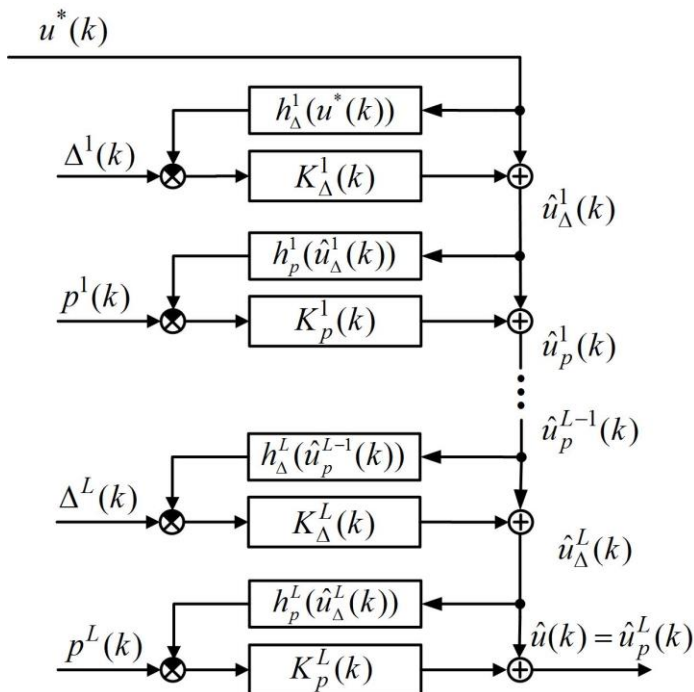 u*(k)
h_Δ^1(u*(k))
Δ^1(k)
K_Δ^1(k)
û_Δ^1(k)
h_p^1(û_Δ^1(k))
p^1(k)
K_p^1(k)
û_p^1(k)
û_p^{L-1}(k)
h_Δ^L(û_p^{L-1}(k))
Δ^L(k)
K_Δ^L(k)
û_Δ^L(k)
h_p^L(û_Δ^L(k))
û(k) = û_p^L(k)
p^L(k)
K_p^L(k)